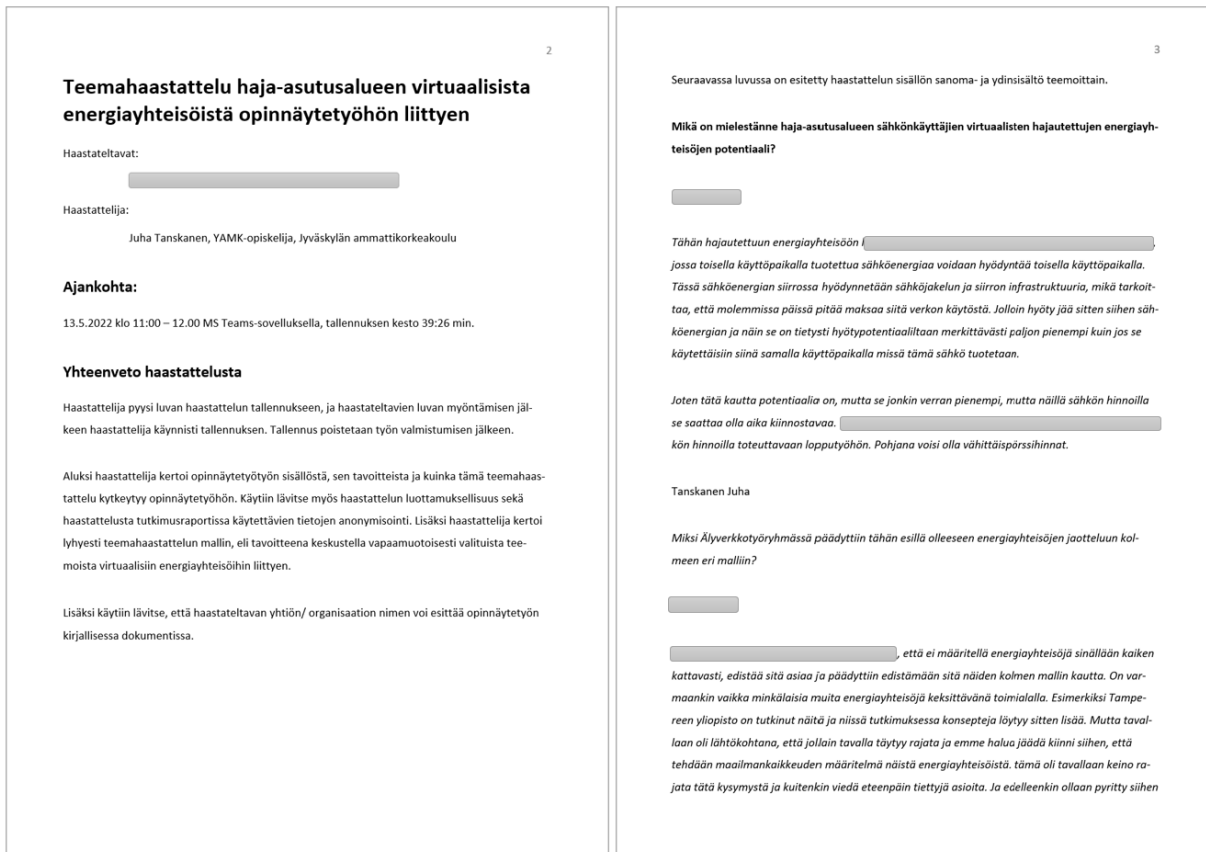 2
Teemahaastattelu haja-asutusalueen virtuaalisista
energiayhteisöistä opinnäytetyöhön liittyen
Haastateltavat:
Haastattelija:
Juha Tanskanen, YAMK-opiskelija, Jyväskylän ammattikorkeakoulu
Ajankohta:
13.5.2022 klo 11:00 – 12.00 MS Teams-sovelluksella, tallennuksen kesto 39:26 min.
Yhteenveto haastattelusta
Haastattelija pyysi luvan haastattelun tallennukseen, ja haastateltavien luvan myöntämisen jäl-
keen haastattelija käynnisti tallennuksen. Tallennus poistetaan työn valmistumisen jälkeen.
Aluksi haastattelija kertoi opinnäytetyötyön sisällöstä, sen tavoitteista ja kuinka tämä teemahaas-
tattelu kytkeytyy opinnäytetyöhön. Käytiin lävitse myös haastattelun luottamuksellisuus sekä
haastattelusta tutkimusraportissa käytettävien tietojen anonymisointi. Lisäksi haastattelija kertoi
lyhyesti teemahaastattelun mallin, eli tavoitteena keskustella vapaamuotoisesti valituista tee-
moista virtuaalisiin energiayhteisöihin liittyen.
Lisäksi käytiin lävitse, että haastateltavan yhtiön/ organisaation nimen voi esittää opinnäytetyön
kirjallisessa dokumentissa.
3
Seuraavassa luvussa on esitetty haastattelun sisällön sanoma- ja ydinsisältö teemoittain.
Mikä on mielestänne haja-asutusalueen sähkönkäyttäjien virtuaalisten hajautettujen energiayh-
teisöjen potentiaali?
Tähän hajautettuun energiayhteisöön
jossa toisella käyttöpaikalla tuotettua sähköenergiaa voidaan hyödyntää toisella käyttöpaikalla.
Tässä sähköenergian siirrossa hyödynnetään sähköjakelun ja siirron infrastruktuuria, mikä tarkoit-
taa, että molemmissa päissä pitää maksaa siitä verkon käytöstä. Jolloin hyöty jää sitten siihen säh-
köenergian ja näin se on tietysti hyötypotentiaaliltaan merkittävästi paljon pienempi kuin jos se
käytettäisiin siinä samalla käyttöpaikalla missä tämä sähkö tuotetaan.
Joten tätä kautta potentiaalia on, mutta se jonkin verran pienempi, mutta näillä sähkön hinnoilla
se saattaa olla aika kiinnostavaa.
kön hinnoilla toteuttavaan lopputyöhön. Pohjana voisi olla vähittäispörssihinnat.
Tanskanen Juha
Miksi Älyverkkotyöryhmässä päädyttiin tähän esillä olleeseen energiayhteisöjen jaotteluun kol-
meen eri malliin?
, että ei määritellä energiayhteisöjä sinällään kaiken
kattavasti, edistää sitä asiaa ja päädyttiin edistämään sitä näiden kolmen mallin kautta. On var-
maankin vaikka minkälaisia muita energiayhteisöjä keksittävänä toimialalla. Esimerkiksi Tampe-
reen yliopisto on tutkinut näitä ja niissä tutkimuksessa konsepteja löytyy sitten lisää. Mutta taval-
laan oli lähtökohtana, että jollain tavalla täytyy rajata ja emme halua jäädä kiinni siihen, että
tehdään maailmankaikkeuden määritelmä näistä energiayhteisöistä. tämä oli tavallaan keino ra-
jata tätä kysymystä ja kuitenkin viedä eteenpäin tiettyjä asioita. Ja edelleenkin ollaan pyritty siihen